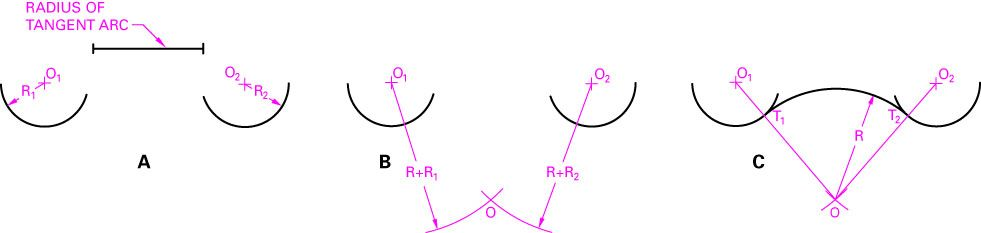 RADIUS OF
TANGENT ARC
O1
R1
O2
R2
A
O1
O2
B
R+R1
R+R2
O
O1
O2
T1
T2
R
C
O